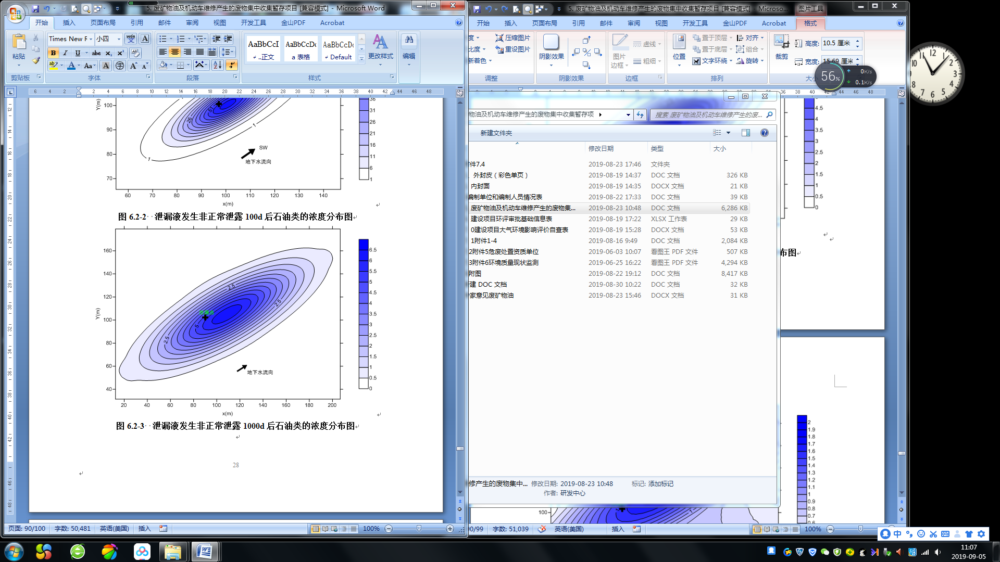 5. 废矿物油及机动车维修产生的废物集中收集暂存项目 [兼容模式] - Microsoft Word
开始 插入 页面布局 引用 邮件 审阅 视图 开发工具 金山PDF Acrobat
粘贴
Times New F 小四
AaBbCcI AaBbCcDc AaBbCcDc
正文 a 表格 Default
更改样式 编辑
剪贴板 字体 段落 样式
6 4 2 2 4 6 8 10 12 14 16 18 20 22 24 26 28 30 32 34 36 38 40 42 44 46 48
Y(m)
100
90
80
70
60 70 80 90 100 110 120 130 140
x(m)
51
26
1
1
SW
地下水流向
36
31
26
21
16
11
6
1
图 6.2-2 泄漏液发生非正常泄露 100d 后石油类的浓度分布图
Y(m)
160
140
120
100
80
60
40
20 40 60 80 100 120 140 160 180 200
x(m)
2.5
2.5
2.5
5
地下水流向
6.5
6
5.5
5
4.5
4
3.5
3
2.5
2
1.5
1
0.5
0
图 6.2-3 泄漏液发生非正常泄露 1000d 后石油类的浓度分布图
28
页面: 90/100 字数: 50,481 英语(美国) 插入 100%
5. 废矿物油及机动车维修产生的废物集中收集暂存项目 [兼容模式] - Microso...
图片工具
开始 插入 页面布局 引用 邮件 审阅 视图 开发工具 金山PDF Acrobat 格式
压缩图片
重设图片
新着色
阴影效果
图片边框
虚线
粗细
位置
置于顶层
置于底层
文字环绕
对齐
组合
旋转
裁剪
高度: 10.5 厘米
宽度: 15.69 厘米
调整 阴影效果 边框 排列
56%
0K/s
0.1K/s
物油及机动车维修产生的废物集中收集暂存项
搜索 废矿物油及机动车维修产生的废...
新建文件夹
修改日期 类型 大小
件7.4 2019-08-23 17:46 文件夹
外封皮（彩色单页） 2019-08-19 14:37 DOC 文档 326 KB
内封面 2019-08-19 14:35 DOCX 文档 21 KB
编制单位和编制人员情况表 2019-08-22 17:33 DOC 文档 39 KB
废矿物油及机动车维修产生的废物集... 2019-08-23 10:48 DOC 文档 6,286 KB
建设项目环评审批基础信息表 2019-08-19 17:22 XLSX 工作表 29 KB
0建设项目大气环境影响评价自查表 2019-08-19 15:28 DOCX 文档 53 KB
1附件1-4 2019-08-16 9:49 DOC 文档 2,084 KB
2附件5危废处置资质单位 2019-06-03 10:07 看图王 PDF 文件 507 KB
3附件6环境质量现状监测 2019-06-25 16:22 看图王 PDF 文件 4,294 KB
附图 2019-08-22 19:12 DOC 文档 8,417 KB
建 DOC 文档 2019-08-30 10:22 DOC 文档 32 KB
家意见废矿物油 2019-08-23 15:46 DOCX 文档 31 KB
修产生的废物集中... 修改日期: 2019-08-23 10:48 标记: 添加标记
作者: 研发中心
4.5
4
3.5
3
2.5
2
1.5
1
0.5
0
布图
2
1.9
1.8
1.7
1.6
1.5
1.4
1.3
1.2
1.1
1
0.9
0.8
0.7
0.6
100
90/99 字数: 51,039 英语(美国) 插入 100%
中
12 1 2 3 4 5 6 7 8 9 10 11
11:07
2019-09-05